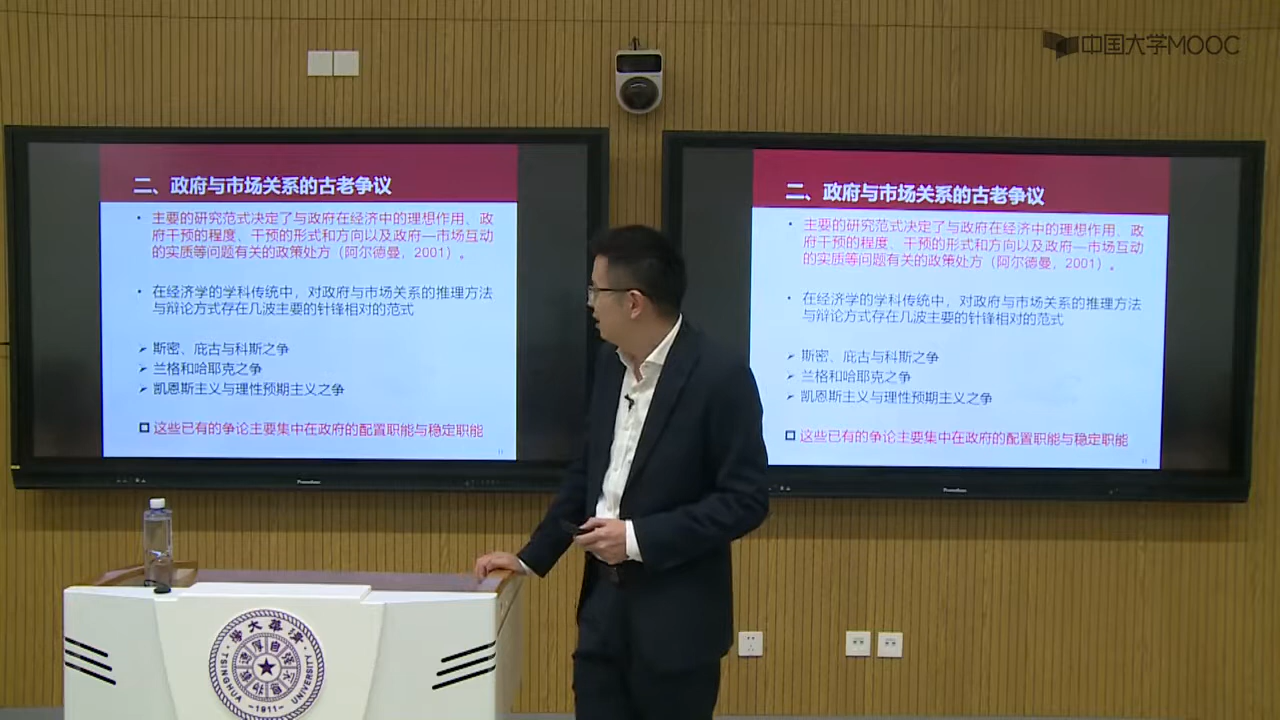 中国大学MOOC
二、政府与市场关系的古老争议
• 主要的研究范式决定了与政府在经济中的理想作用、政
府干预的程度、干预的形式和方向以及政府—市场互动
的实质等问题有关的政策处方（阿尔德曼，2001）。
• 在经济学的学科传统中，对政府与市场关系的推理方法
与辩论方式存在几波主要的针锋相对的范式
➢ 斯密、庇古与科斯之争
➢ 兰格和哈耶克之争
➢ 凯恩斯主义与理性预期主义之争
□ 这些已有的争论主要集中在政府的配置职能与稳定职能
二、政府与市场关系的古老争议
• 主要的研究范式决定了与政府在经济中的理想作用、政
府干预的程度、干预的形式和方向以及政府—市场互动
的实质等问题有关的政策处方（阿尔德曼，2001）。
• 在经济学的学科传统中，对政府与市场关系的推理方法
与辩论方式存在几波主要的针锋相对的范式
➢ 斯密、庇古与科斯之争
➢ 兰格和哈耶克之争
➢ 凯恩斯主义与理性预期主义之争
□ 这些已有的争论主要集中在政府的配置职能与稳定职能
學大華清
TSINGHUA UNIVERSITY
-1911-